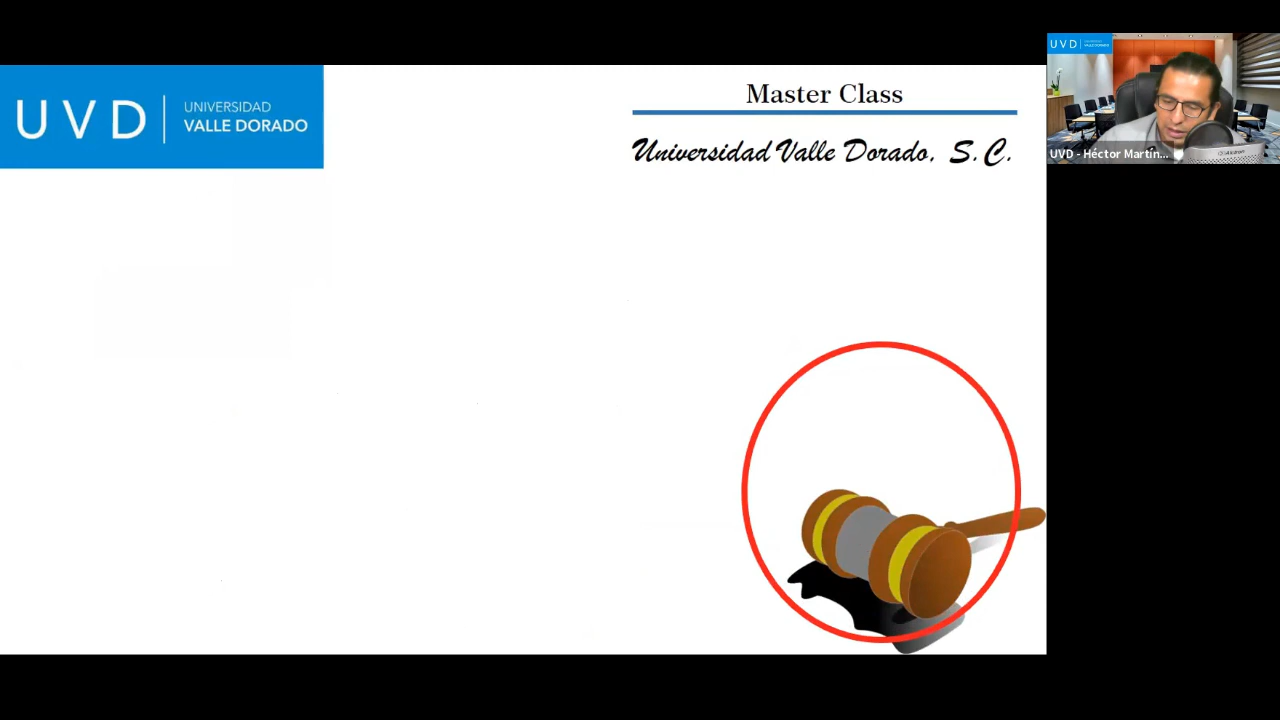 UVD
UNIVERSIDAD
VALLE DORADO
Master Class
Universidad Valle Dorado, S.C.
UVD
UVD - Héctor Martín...